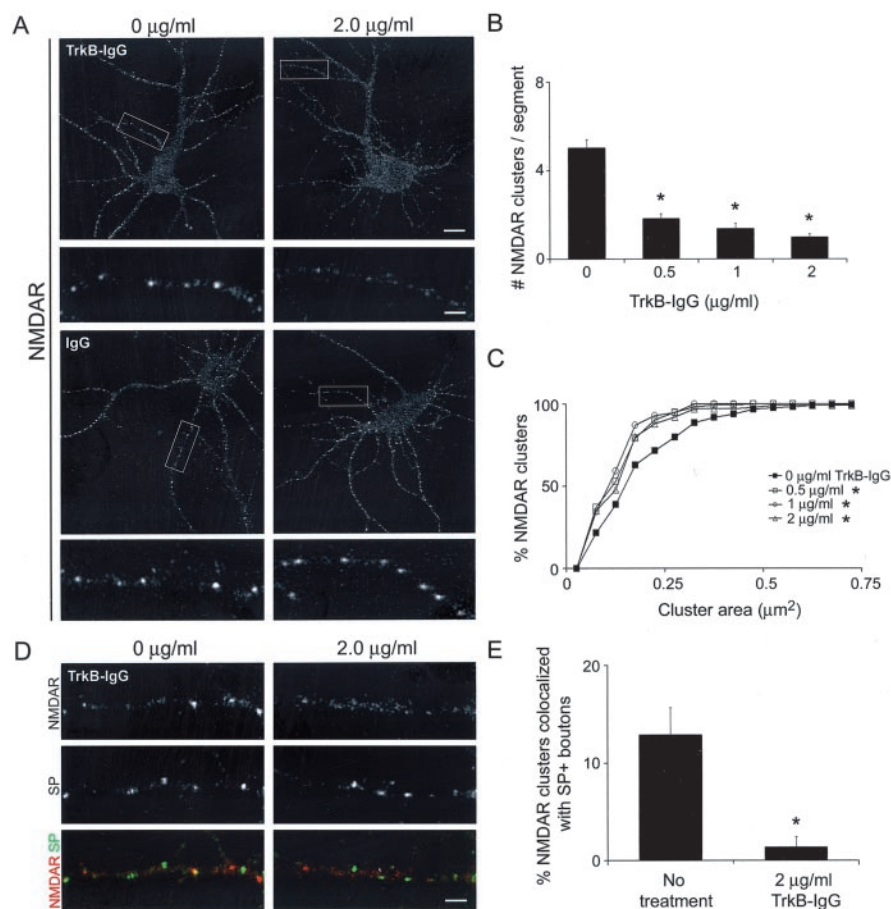 A
0 μg/ml
2.0 μg/ml
TrkB-IgG
NMDAR
IgG
B
# NMDAR clusters / segment
8
4
0
*
*
*
0
0.5
1
2
TrkB-IgG (μg/ml)
C
% NMDAR clusters
100
50
0
0
0.25
0.5
0.75
Cluster area (μm²)
0 μg/ml TrkB-IgG
0.5 μg/ml *
1 μg/ml *
2 μg/ml *
D
0 μg/ml
2.0 μg/ml
TrkB-IgG
NMDAR
SP
NMDAR SP
E
% NMDAR clusters colocalized
with SP+ boutons
20
10
0
*
No
treatment
2 μg/ml
TrkB-IgG